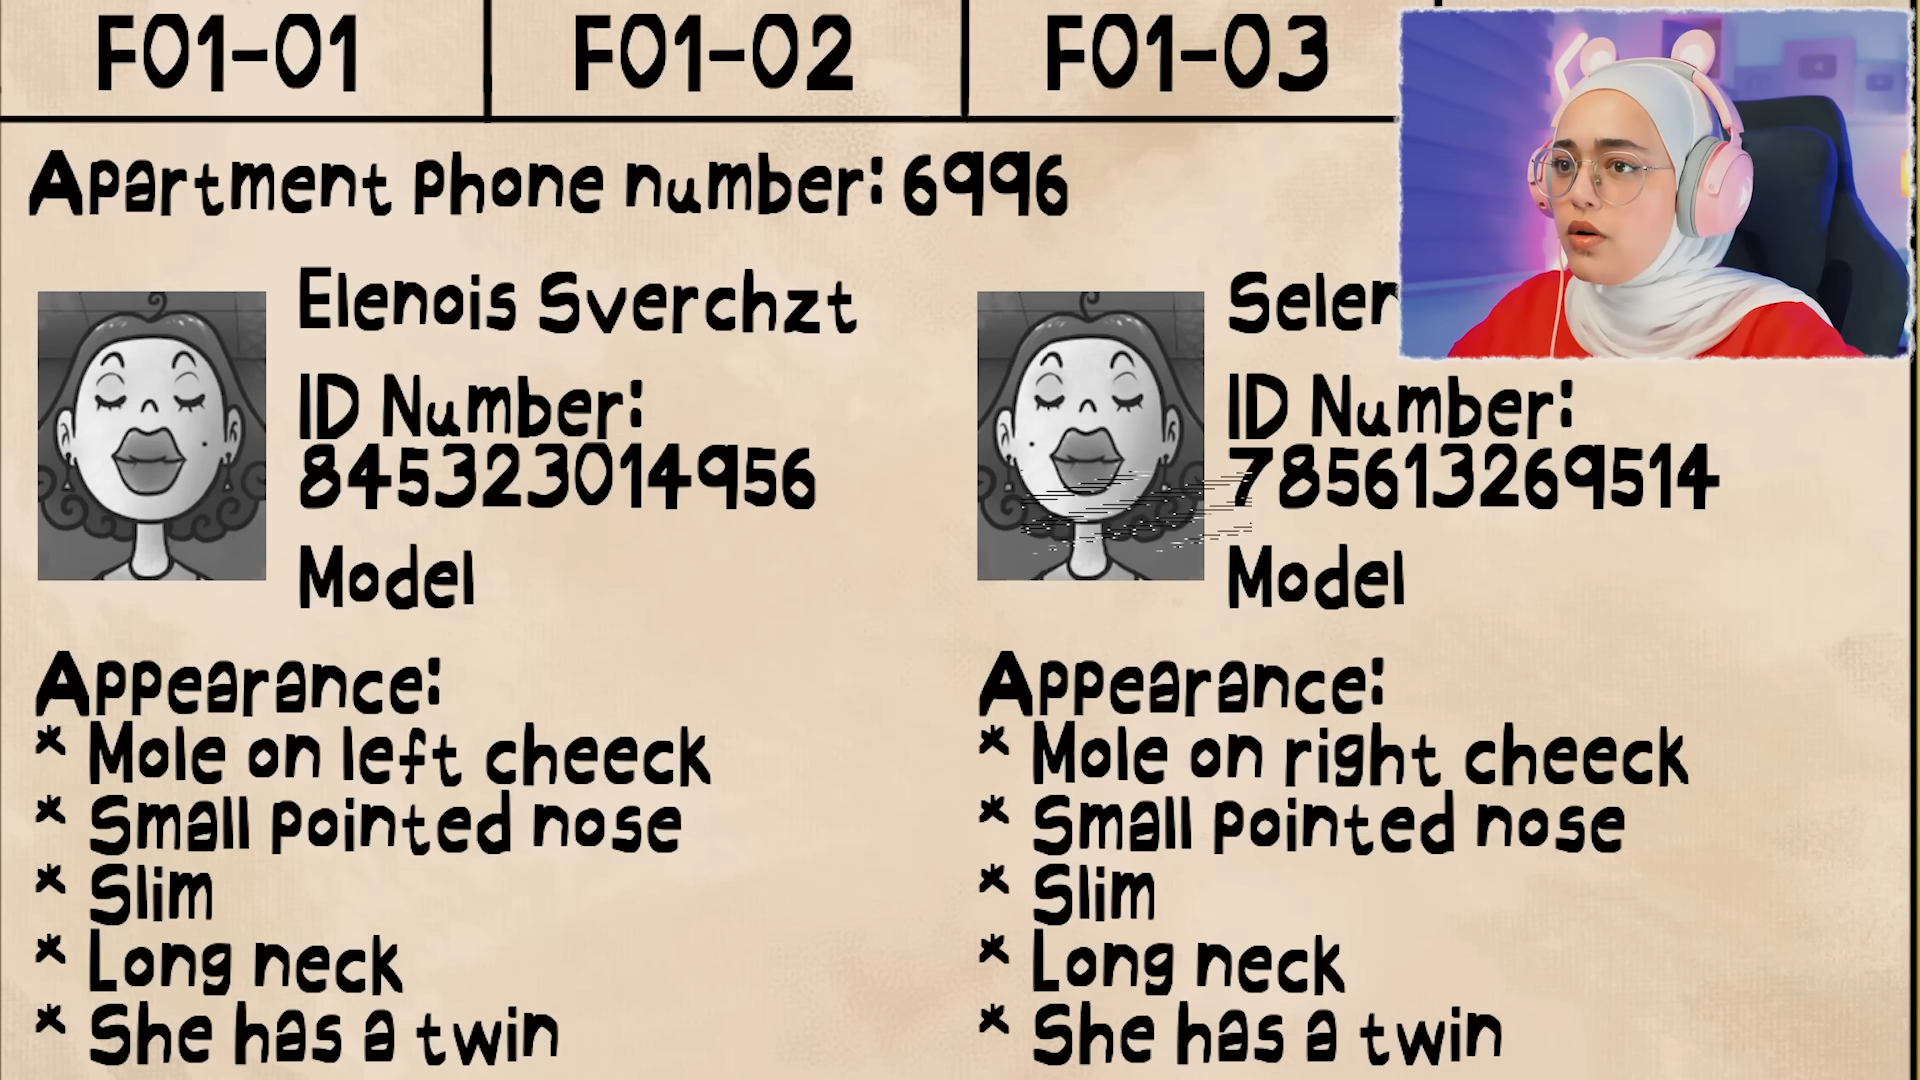 F01-01
F01-02
F01-03
Apartment phone number: 6996
Elenois Sverchzt
ID Number:
845323014956
Model
Appearance:
* Mole on left cheeck
* Small pointed nose
* Slim
* Long neck
* She has a twin
ID Number:
785613269514
Model
Appearance:
* Mole on right cheeck
* Small pointed nose
* Slim
* Long neck
* She has a twin